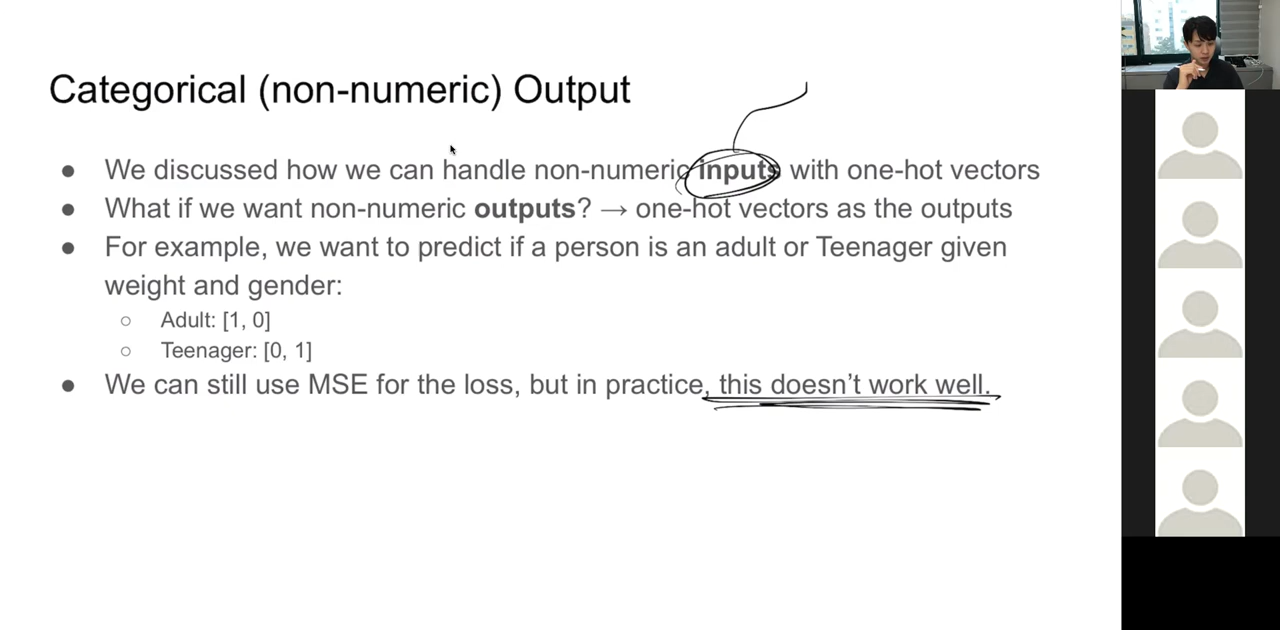 Categorical (non-numeric) Output
● We discussed how we can handle non-numeric inputs with one-hot vectors
● What if we want non-numeric outputs? → one-hot vectors as the outputs
● For example, we want to predict if a person is an adult or Teenager given
weight and gender:
○ Adult: [1, 0]
○ Teenager: [0, 1]
● We can still use MSE for the loss, but in practice, this doesn’t work well.